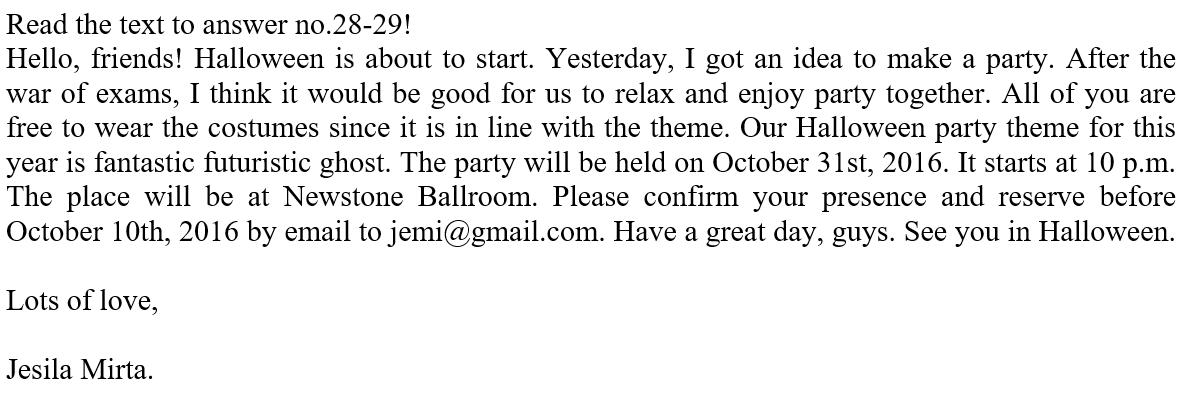 Read the text to answer no.28-29!
Hello, friends! Halloween is about to start. Yesterday, I got an idea to make a party. After the
war of exams, I think it would be good for us to relax and enjoy party together. All of you are
free to wear the costumes since it is in line with the theme. Our Halloween party theme for this
year is fantastic futuristic ghost. The party will be held on October 31st, 2016. It starts at 10 p.m.
The place will be at Newstone Ballroom. Please confirm your presence and reserve before
October 10th, 2016 by email to jemi@gmail.com. Have a great day, guys. See you in Halloween.
Lots of love,
Jesila Mirta.